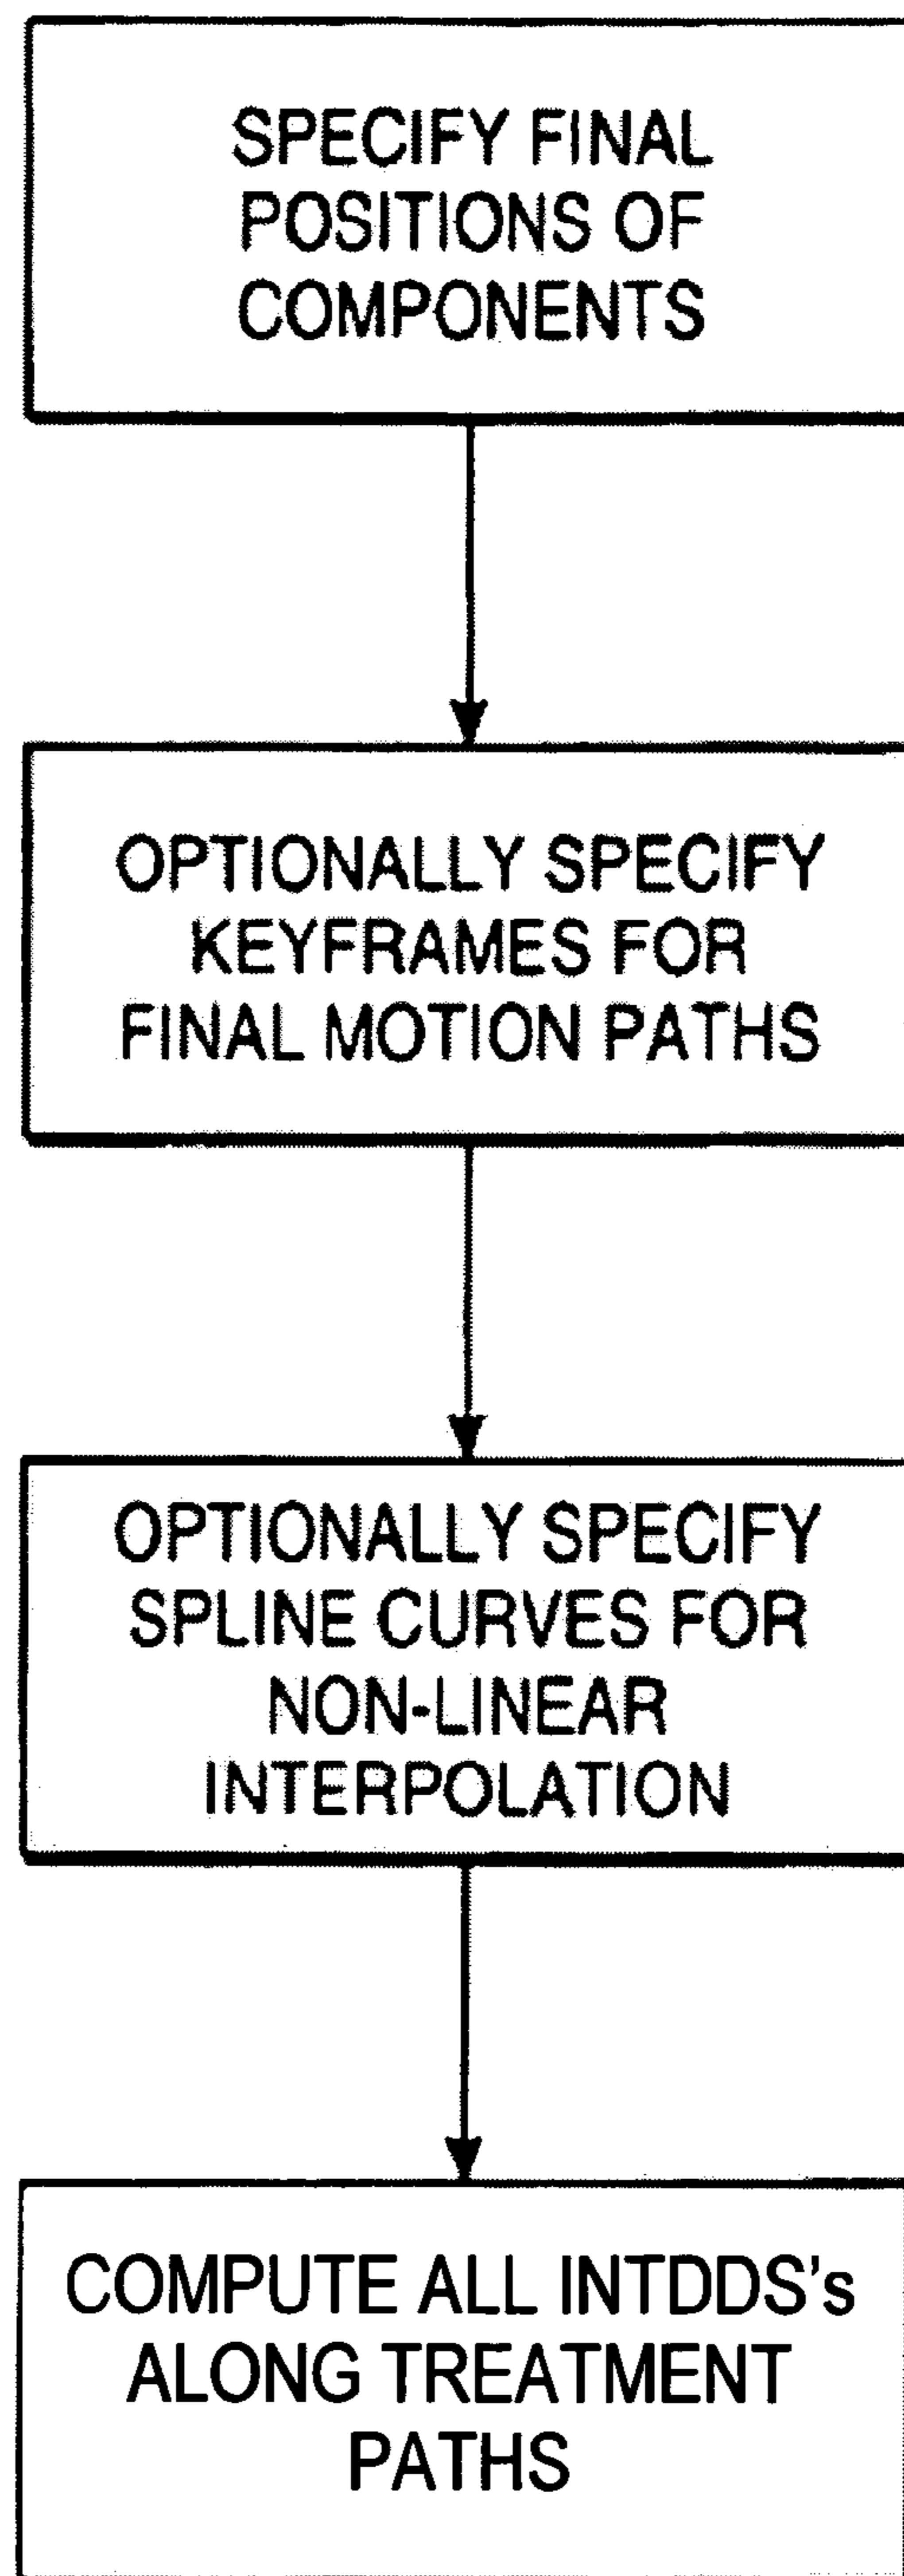 SPECIFY FINAL
POSITIONS OF
COMPONENTS
OPTIONALLY SPECIFY
KEYFRAMES FOR
FINAL MOTION PATHS
OPTIONALLY SPECIFY
SPLINE CURVES FOR
NON-LINEAR
INTERPOLATION
COMPUTE ALL INTDDS's
ALONG TREATMENT
PATHS